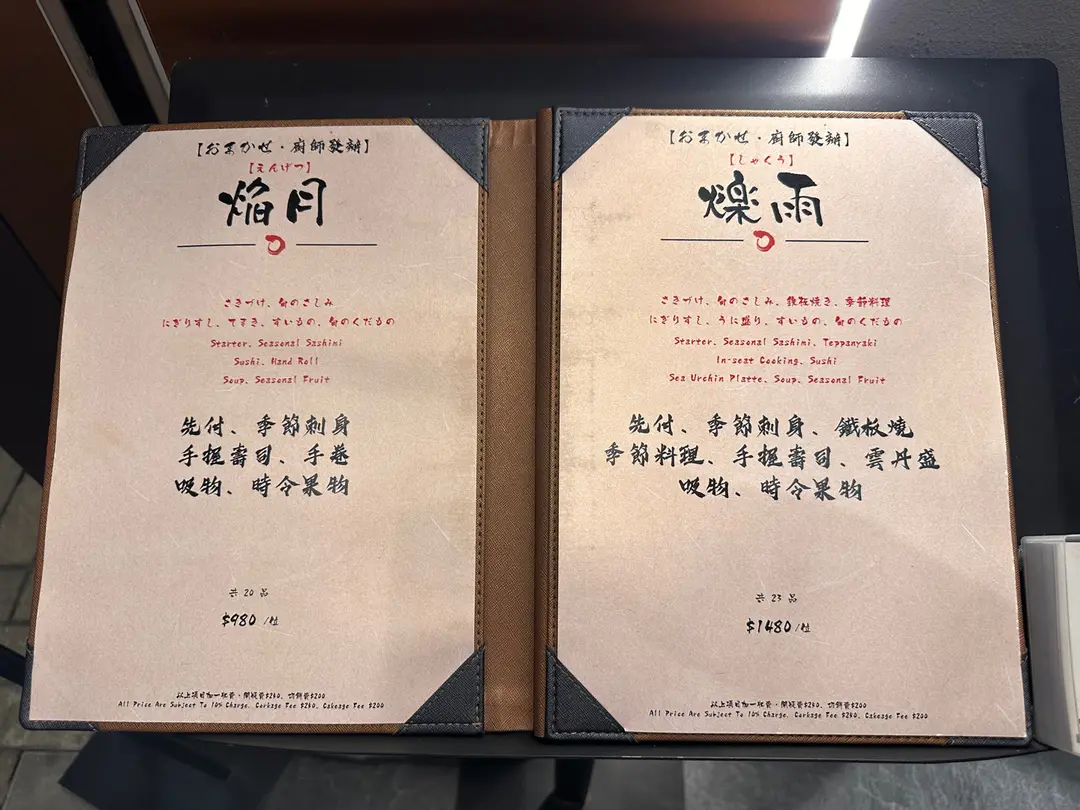 【おまかせ・廚師發辦】
【えんげつ】
焔月
さきづけ、旬のさしみ
にぎりすし、てまき、すいもの、旬のくだもの
Starter, Seasonal Sashimi
Sushi, Hand Roll
Soup, Seasonal Fruit
先付、季節刺身
手握壽司、手卷
吸物、時令果物
共 20 品
$980 /位
以上項目加一收費・開瓶費$240、切餅費$200
All Price Are Subject To 10% Charge. Corkage Fee $240. Cakeage Fee $200
【おまかせ・廚師發辦】
【しゃくう】
爍雨
さきづけ、旬のさしみ、鉄板焼き、季節料理
にぎりすし、うに盛り、すいもの、旬のくだもの
Starter, Seasonal Sashimi, Teppanyaki
In-seat Cooking, Sushi
Sea Urchin Platte, Soup, Seasonal Fruit
先付、季節刺身、鐵板燒
季節料理、手握壽司、雲丹盛
吸物、時令果物
共 23 品
$1480 /位
以上項目加一收費・開瓶費$240、切餅費$200
All Price Are Subject To 10% Charge. Corkage Fee $240. Cakeage Fee $200